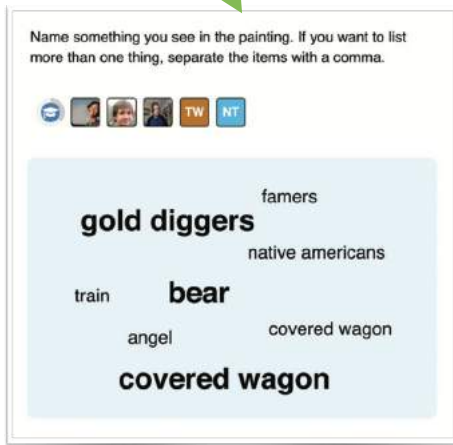 Name something you see in the painting. If you want to list
more than one thing, separate the items with a comma.
TW NT
famers
gold diggers
native americans
train bear
angel covered wagon
covered wagon